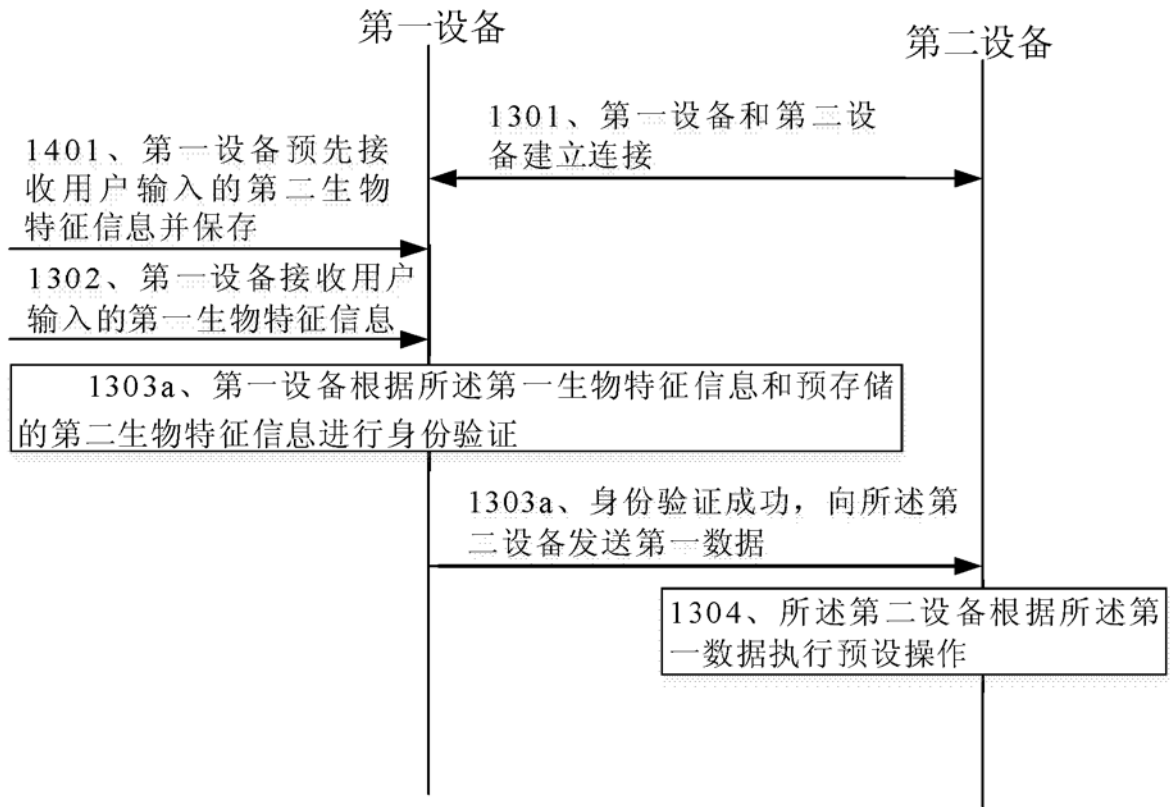 第一设备
第二设备
1301、第一设备和第二设
备建立连接
1401、第一设备预先接
收用户输入的第二生物
特征信息并保存
1302、第一设备接收用户
输入的第一生物特征信息
1303a、第一设备根据所述第一生物特征信息和预存储
的第二生物特征信息进行身份验证
1303a、身份验证成功，向所述第
二设备发送第一数据
1304、所述第二设备根据所述第
一数据执行预设操作